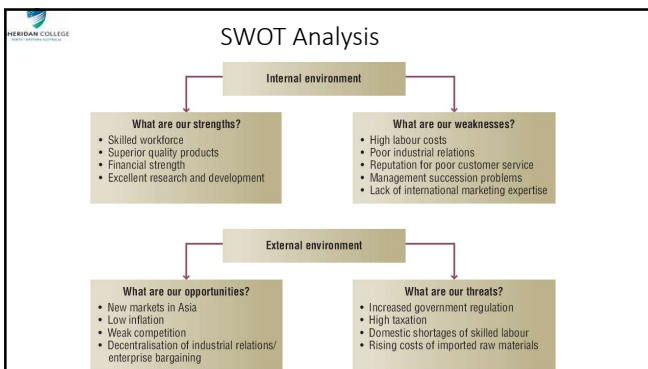 HERIDAN COLLEGE
SWOT Analysis
Internal environment
What are our strengths?
• Skilled workforce
• Superior quality products
• Financial strength
• Excellent research and development
What are our weaknesses?
• High labour costs
• Poor industrial relations
• Reputation for poor customer service
• Management succession problems
• Lack of international marketing expertise
External environment
What are our opportunities?
• New markets in Asia
• Low inflation
• Weak competition
• Decentralisation of industrial relations/
enterprise bargaining
What are our threats?
• Increased government regulation
• High taxation
• Domestic shortages of skilled labour
• Rising costs of imported raw materials